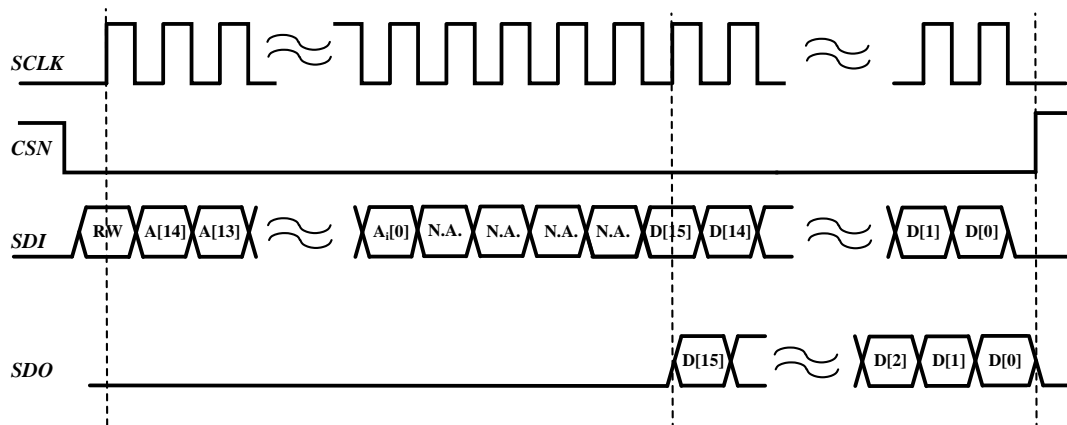 SCLK
CSN
SDI RW A[14] A[13] Ai[0] N.A. N.A. N.A. N.A. D[15] D[14] D[1] D[0]
SDO D[15] D[2] D[1] D[0]